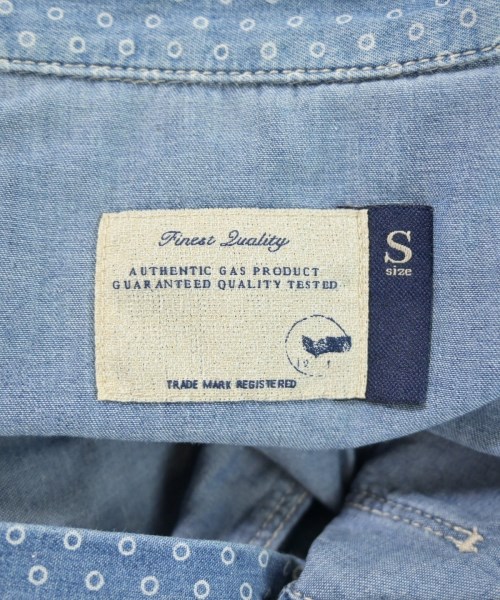 Finest Quality
AUTHENTIC GAS PRODUCT
GUARANTEED QUALITY TESTED
TRADE MARK REGISTERED
S
size